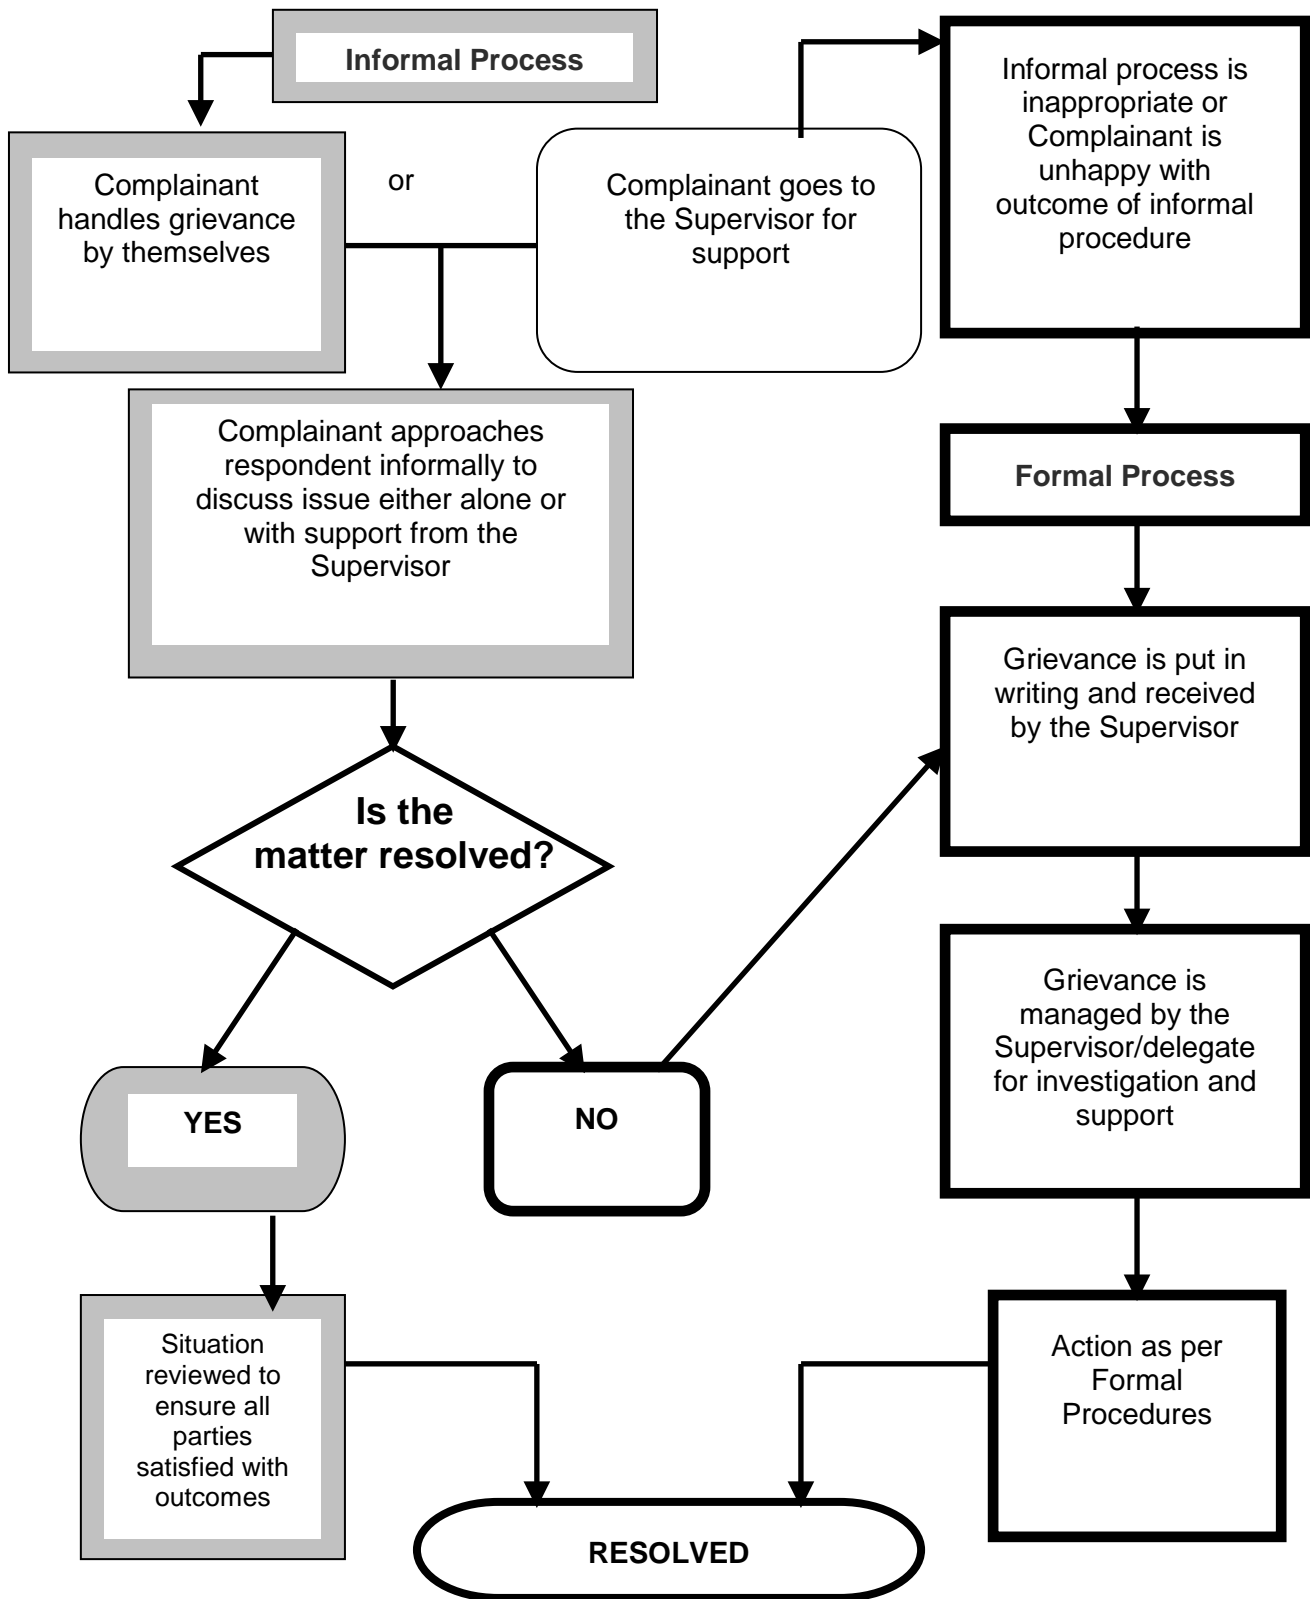 Informal Process
Complainant
handles grievance
by themselves
or
Complainant goes to
the Supervisor for
support
Informal process is
inappropriate or
Complainant is
unhappy with
outcome of informal
procedure
Complainant approaches
respondent informally to
discuss issue either alone or
with support from the
Supervisor
Formal Process
Is the
matter resolved?
Grievance is put in
writing and received
by the Supervisor
YES
NO
Grievance is
managed by the
Supervisor/delegate
for investigation and
support
Situation
reviewed to
ensure all
parties
satisfied with
outcomes
Action as per
Formal
Procedures
RESOLVED